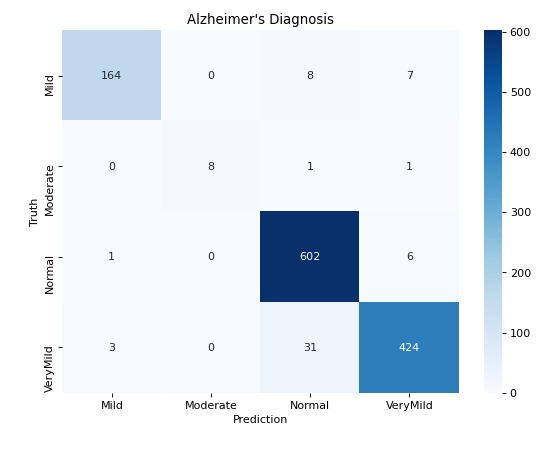 Alzheimer's Diagnosis
Truth
Mild
164 0 8 7
Moderate
0 8 1 1
Normal
1 0 602 6
VeryMild
3 0 31 424
Mild Moderate Normal VeryMild
Prediction
600
500
400
300
200
100
0